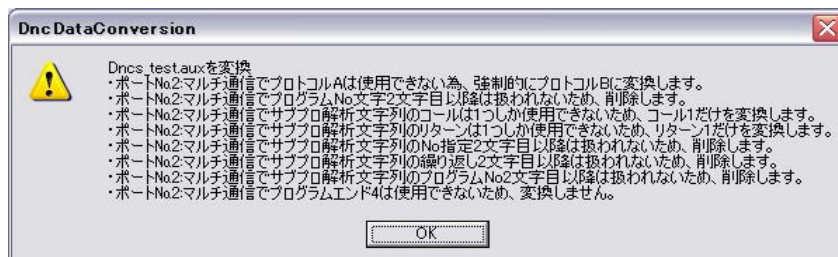 DncDataConversion
Dncs_test.auxを変換
・ポートNo.2:マルチ通信でプロトコルAは使用できない為、強制的にプロトコルBに変換します。
・ポートNo.2:マルチ通信でプログラムNo文字2文字目以降は扱われないため、削除します。
・ポートNo.2:マルチ通信でサブプロ解析文字列のコールは1つしか使用できないため、コール1だけを変換します。
・ポートNo.2:マルチ通信でサブプロ解析文字列のリターンは1つしか使用できないため、リターン1だけを変換します。
・ポートNo.2:マルチ通信でサブプロ解析文字列のNo指定2文字目以降は扱われないため、削除します。
・ポートNo.2:マルチ通信でサブプロ解析文字列の繰り返し2文字目以降は扱われないため、削除します。
・ポートNo.2:マルチ通信でサブプロ解析文字列のプログラムNo2文字目以降は扱われないため、削除します。
・ポートNo.2:マルチ通信でプログラムエンド4は使用できないため、変換しません。
OK